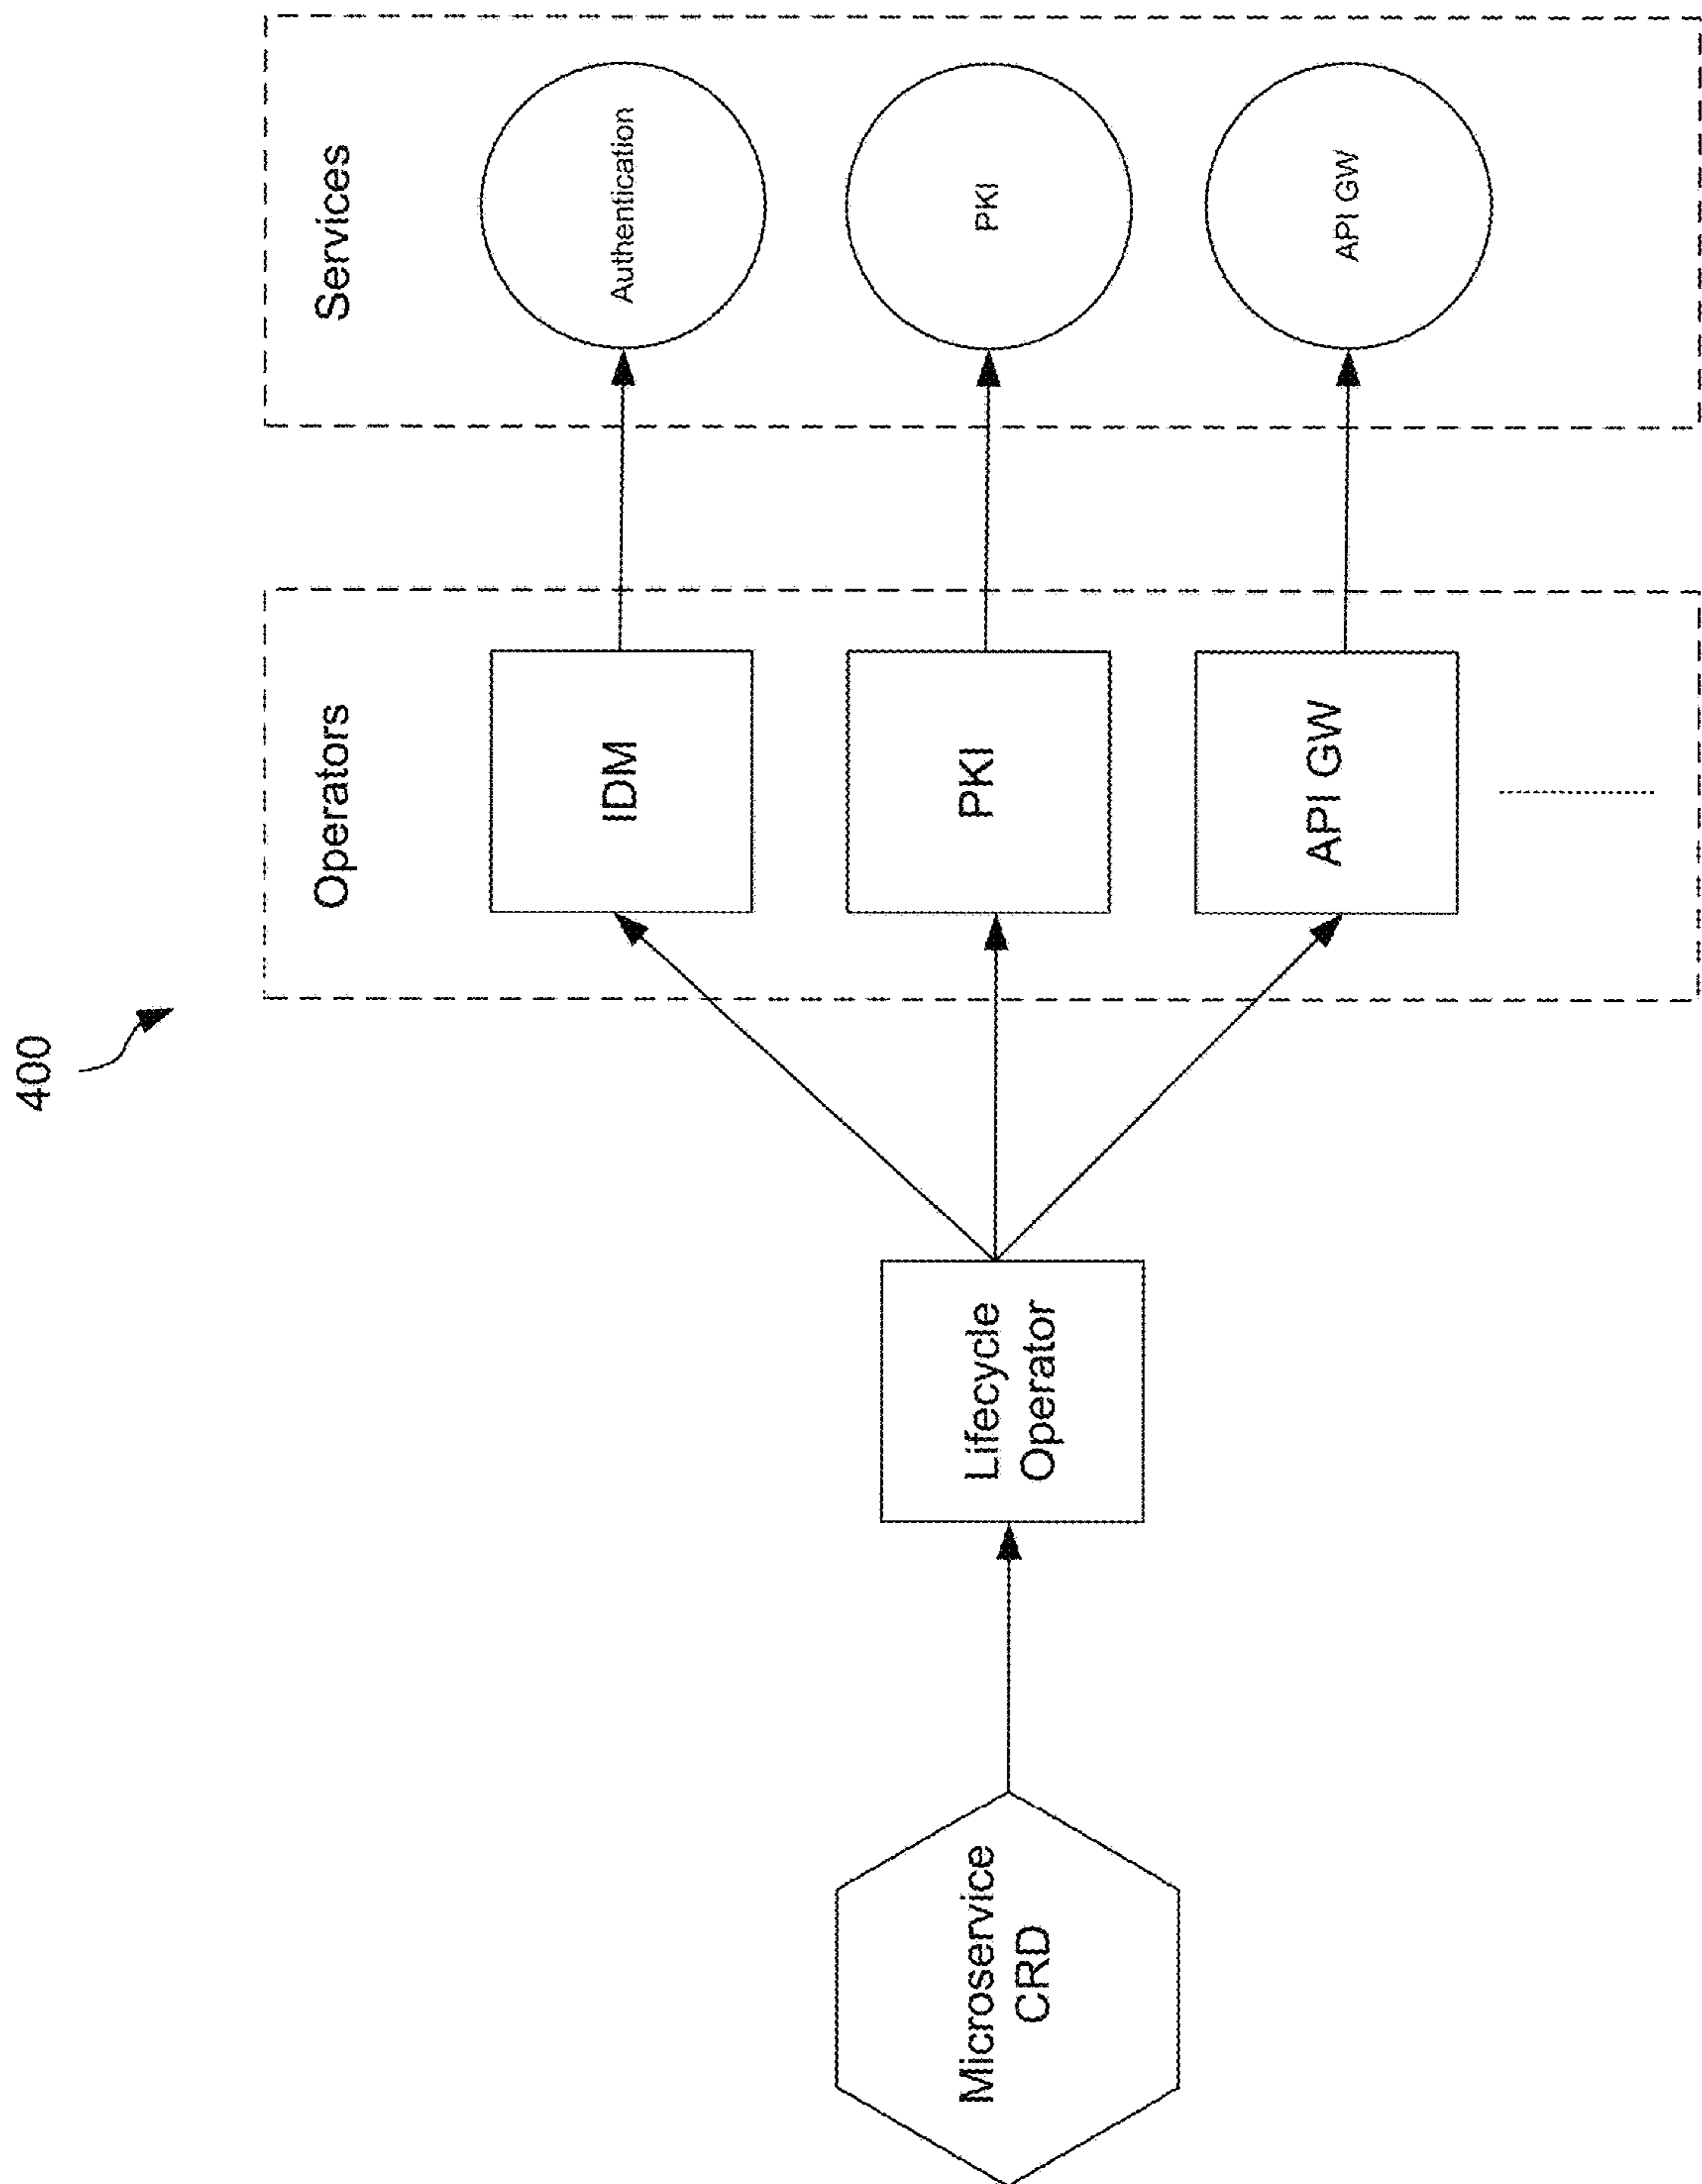 400
Microservice
CRD
Lifecycle
Operator
Operators
IDM
PKI
API GW
Services
Authentication
PKI
API GW